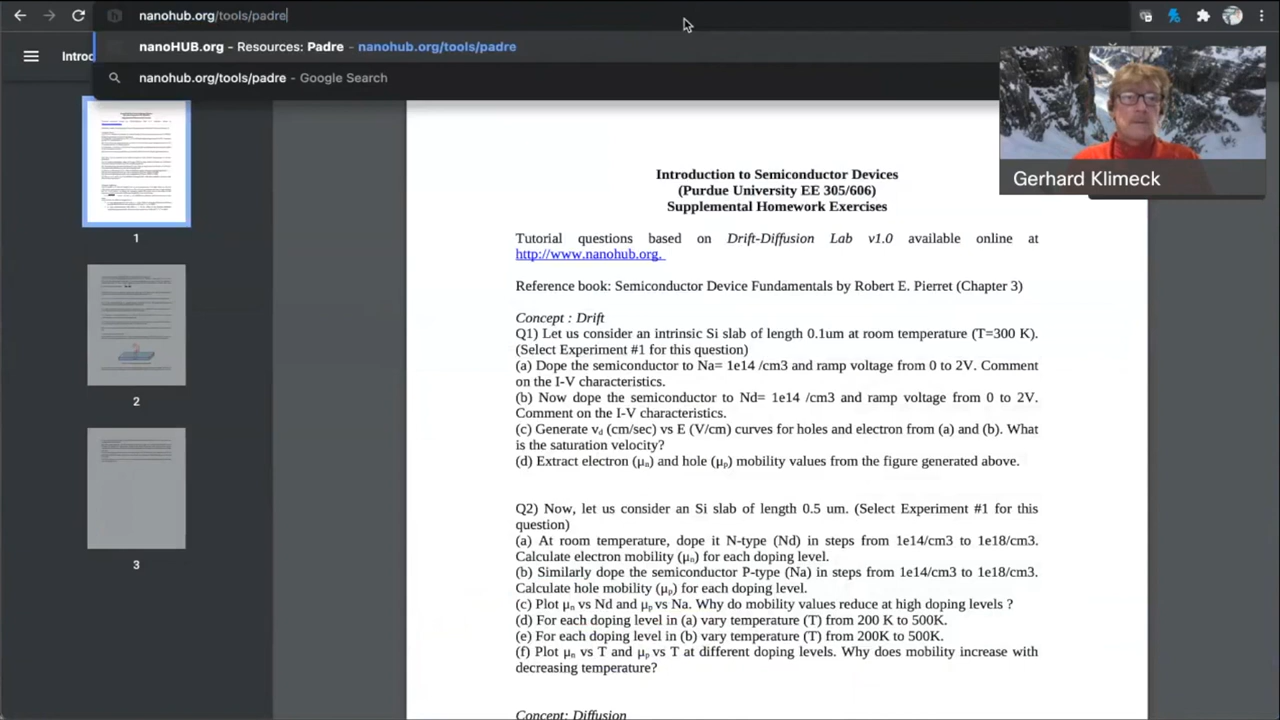 nanohub.org/tools/padre
nanoHUB.org - Resources: Padre - nanohub.org/tools/padre
nanohub.org/tools/padre - Google Search
Introd
Gerhard Klimeck
1
2
3
Introduction to Semiconductor Devices
(Purdue University EE 305/606)
Supplemental Homework Exercises
Tutorial questions based on Drift-Diffusion Lab v1.0 available online at
http://www.nanohub.org.
Reference book: Semiconductor Device Fundamentals by Robert E. Pierret (Chapter 3)
Concept : Drift
Q1) Let us consider an intrinsic Si slab of length 0.1um at room temperature (T=300 K).
(Select Experiment #1 for this question)
(a) Dope the semiconductor to Na= 1e14 /cm3 and ramp voltage from 0 to 2V. Comment
on the I-V characteristics.
(b) Now dope the semiconductor to Nd= 1e14 /cm3 and ramp voltage from 0 to 2V.
Comment on the I-V characteristics.
(c) Generate vd (cm/sec) vs E (V/cm) curves for holes and electron from (a) and (b). What
is the saturation velocity?
(d) Extract electron (μn) and hole (μp) mobility values from the figure generated above.
Q2) Now, let us consider an Si slab of length 0.5 um. (Select Experiment #1 for this
question)
(a) At room temperature, dope it N-type (Nd) in steps from 1e14/cm3 to 1e18/cm3.
Calculate electron mobility (μn) for each doping level.
(b) Similarly dope the semiconductor P-type (Na) in steps from 1e14/cm3 to 1e18/cm3.
Calculate hole mobility (μp) for each doping level.
(c) Plot μn vs Nd and μp vs Na. Why do mobility values reduce at high doping levels ?
(d) For each doping level in (a) vary temperature (T) from 200 K to 500K.
(e) For each doping level in (b) vary temperature (T) from 200K to 500K.
(f) Plot μn vs T and μp vs T at different doping levels. Why does mobility increase with
decreasing temperature?
Concept: Diffusion